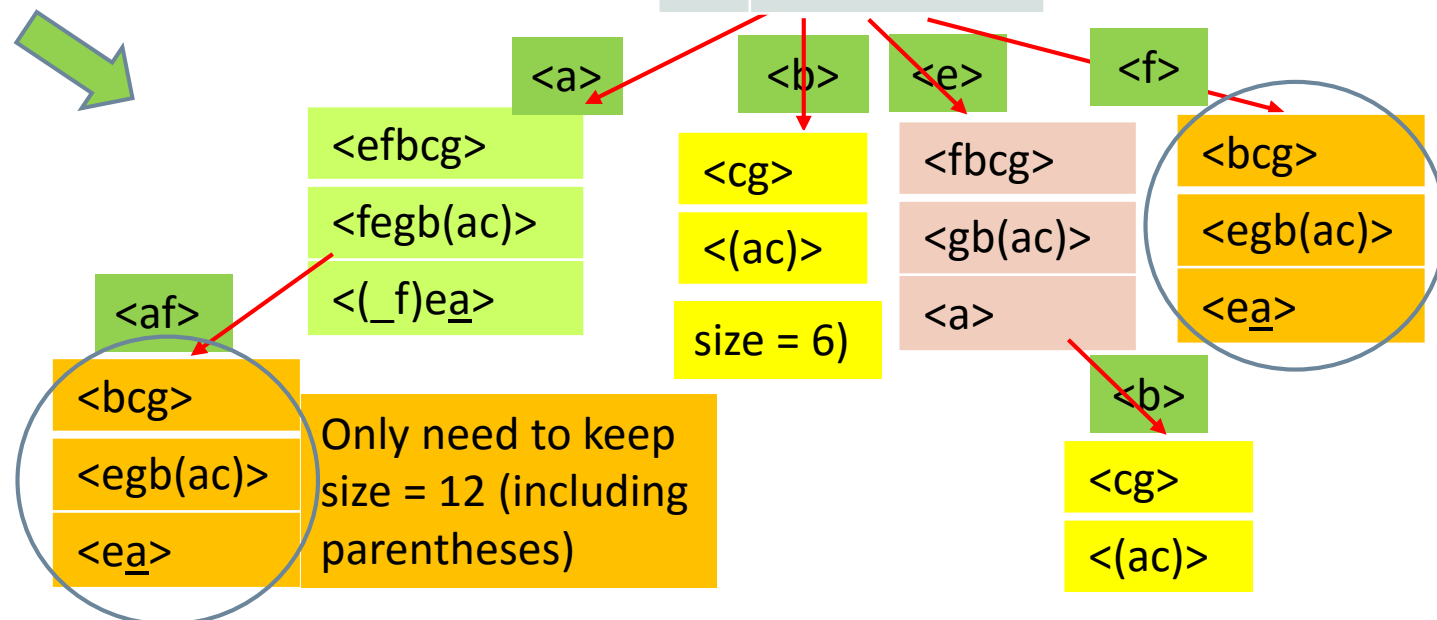 <a>
<b>
<e>
<f>
<efbcg>
<fegb(ac)>
<(_f)ea>
<cg>
<(ac)>
size = 6)
<fbcg>
<gb(ac)>
<a>
<bcg>
<egb(ac)>
<ea>
<af>
<bcg>
<egb(ac)>
<ea>
Only need to keep
size = 12 (including
parentheses)
<b>
<cg>
<(ac)>